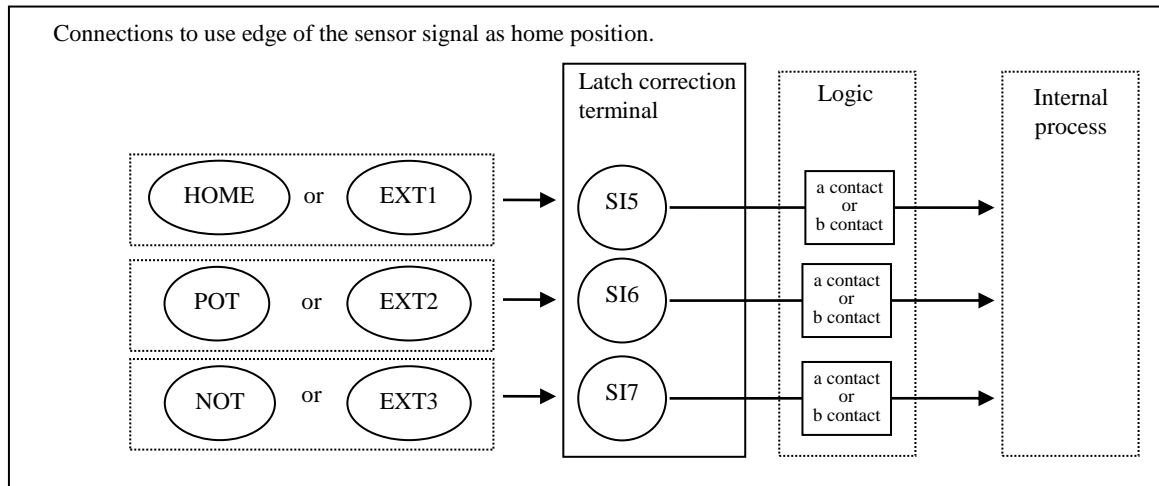 Connections to use edge of the sensor signal as home position.
Latch correction
terminal
Logic
Internal
process
HOME or EXT1
SI5
a contact
or
b contact
POT or EXT2
SI6
a contact
or
b contact
NOT or EXT3
SI7
a contact
or
b contact